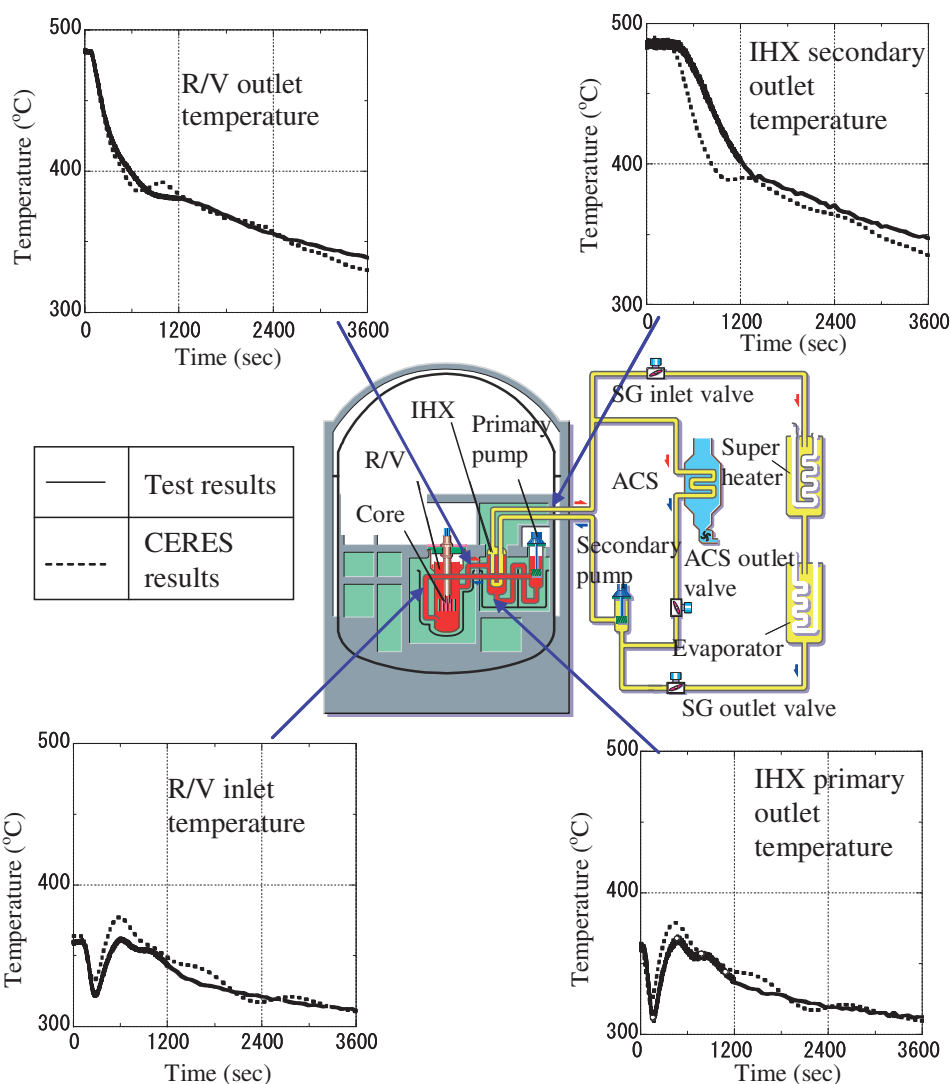 500
400
300
Temperature (°C)
R/V outlet
temperature
0
1200
2400
3600
Time (sec)
500
400
300
Temperature (°C)
IHX secondary
outlet
temperature
0
1200
2400
3600
Time (sec)
Test results
CERES
results
IHX
R/V
Core
Primary
pump
SG inlet valve
ACS
Super
heater
Secondary
pump
ACS outlet
valve
Evaporator
SG outlet valve
500
400
300
Temperature (°C)
R/V inlet
temperature
0
1200
2400
3600
Time (sec)
500
400
300
Temperature (°C)
IHX primary
outlet
temperature
0
1200
2400
3600
Time (sec)